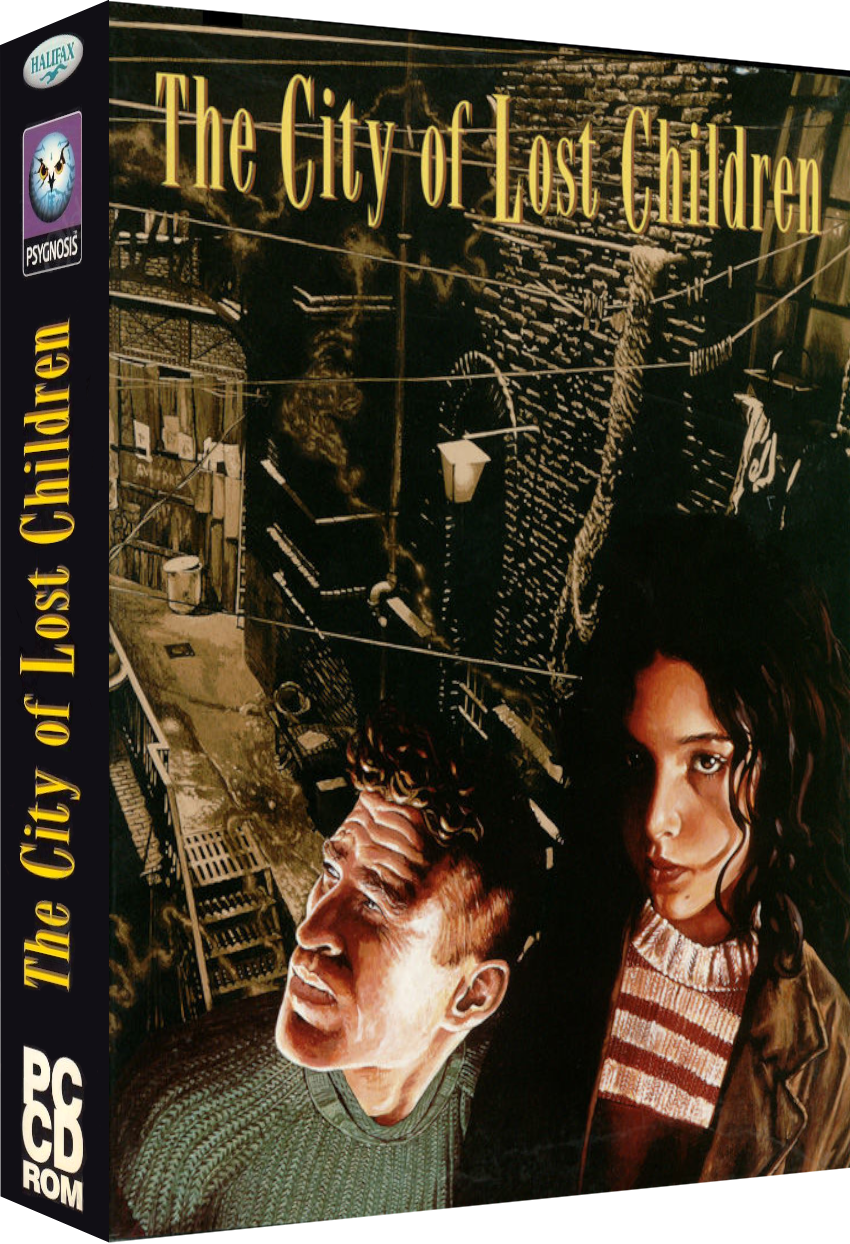 HALIFAX
PSYGNOSIS
The City of Lost Children
PC
CD
ROM
The City of Lost Children